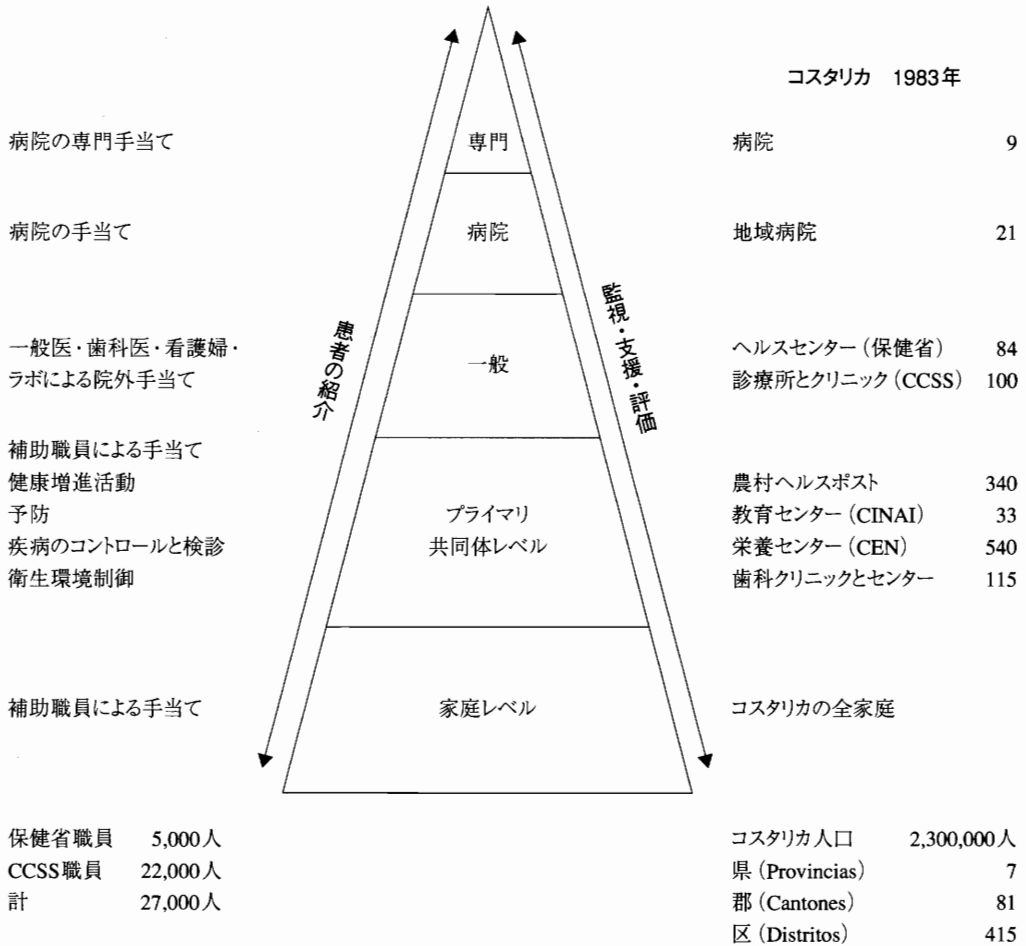 コスタリカ 1983年
病院の専門手当て 専門 病院 9
病院の手当て 病院 地域病院 21
患者の紹介
監視・支援・評価
一般医・歯科医・看護婦・
ラボによる院外手当て
一般
ヘルスセンター（保健省） 84
診療所とクリニック（CCSS） 100
補助職員による手当て
健康増進活動
予防
疾病のコントロールと検診
衛生環境制御
プライマリ
共同体レベル
農村ヘルスポスト 340
教育センター（CINAI） 33
栄養センター（CEN） 540
歯科クリニックとセンター 115
補助職員による手当て 家庭レベル コスタリカの全家庭
保健省職員 5,000人
CCSS職員 22,000人
計 27,000人
コスタリカ人口 2,300,000人
県（Provincias） 7
郡（Cantones） 81
区（Distritos） 415